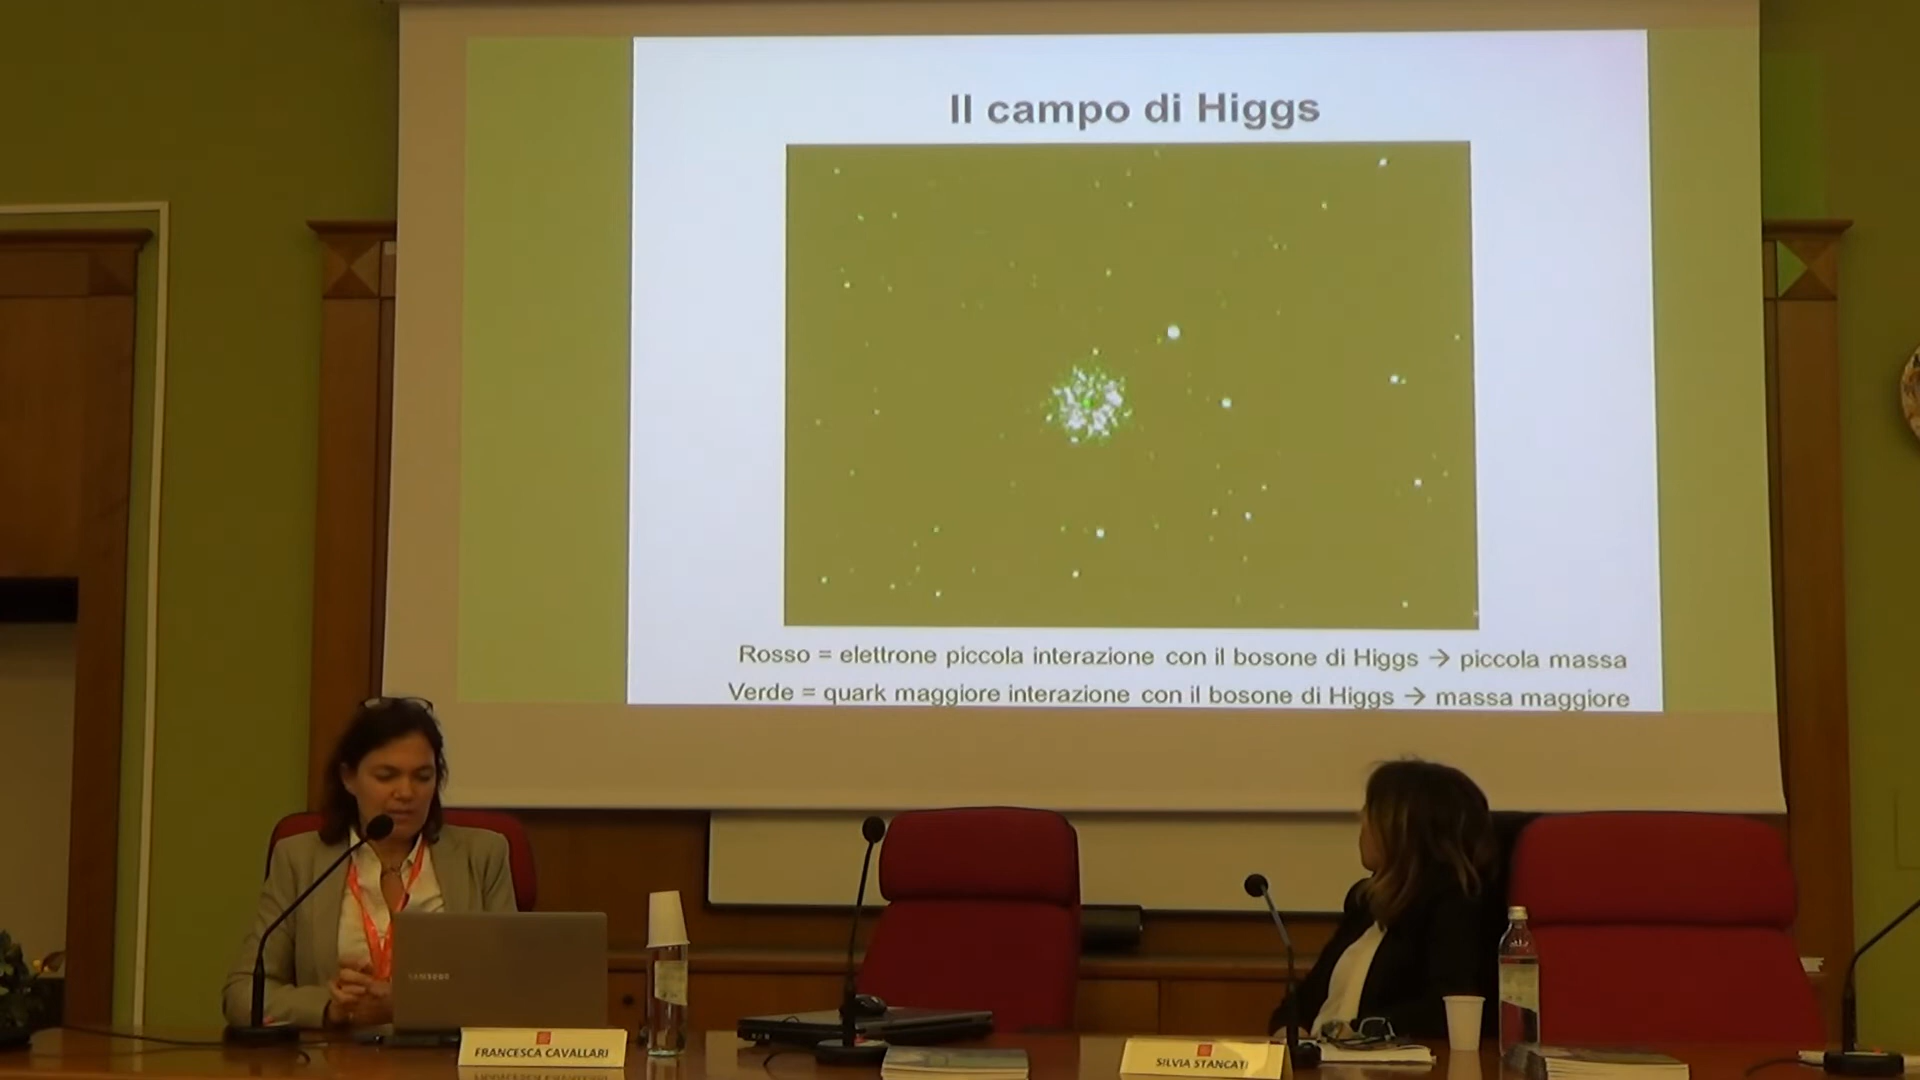 Il campo di Higgs
Rosso = elettrone piccola interazione con il bosone di Higgs → piccola massa
Verde = quark maggiore interazione con il bosone di Higgs → massa maggiore
SAMSUNG
FRANCESCA CAVALLARI
SILVIA STANCATI